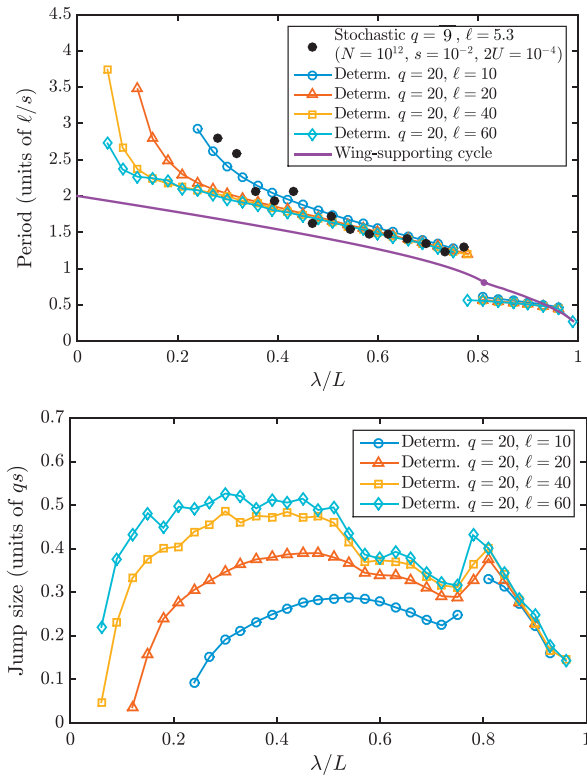 4.5
4
3.5
3
2.5
2
1.5
1
0.5
0
Period (units of ℓ/s)
Stochastic q = 9 , ℓ = 5.3
(N = 10¹², s = 10⁻², 2U = 10⁻⁴)
Determ. q = 20, ℓ = 10
Determ. q = 20, ℓ = 20
Determ. q = 20, ℓ = 40
Determ. q = 20, ℓ = 60
Wing-supporting cycle
0 0.2 0.4 0.6 0.8 1
λ/L
0.7
0.6
0.5
0.4
0.3
0.2
0.1
0
Jump size (units of qs)
Determ. q = 20, ℓ = 10
Determ. q = 20, ℓ = 20
Determ. q = 20, ℓ = 40
Determ. q = 20, ℓ = 60
0 0.2 0.4 0.6 0.8 1
λ/L